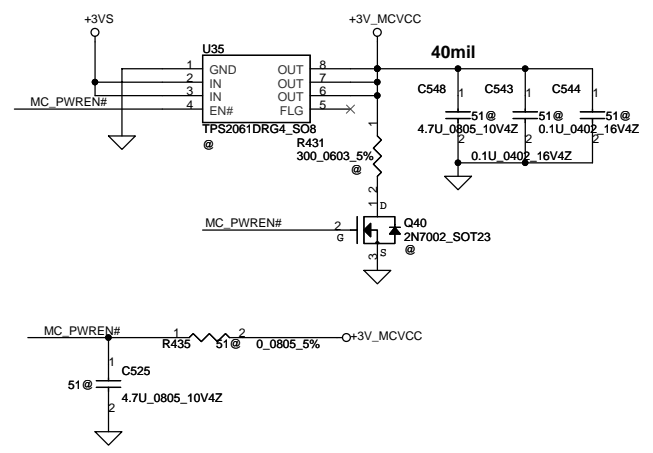 +3VS
+3V_MCVCC
U35
40mil
1 GND OUT 8
2 IN OUT 7
3 IN OUT 6
MC_PWREN# 4 EN# FLG 5
TPS2061DRG4_SO8
@
C548 C543 C544
1 1 1
51@ 51@ 51@
4.7U_0805_10V4Z 0.1U_0402_16V4Z
2 2 2
0.1U_0402_16V4Z
1
R431
300_0603_5%
@
2
1 D
MC_PWREN# 2 G
Q40
2N7002_SOT23
@
3 S
MC_PWREN# 1 2 +3V_MCVCC
R435 51@ 0_0805_5%
1
C525
51@
4.7U_0805_10V4Z
2